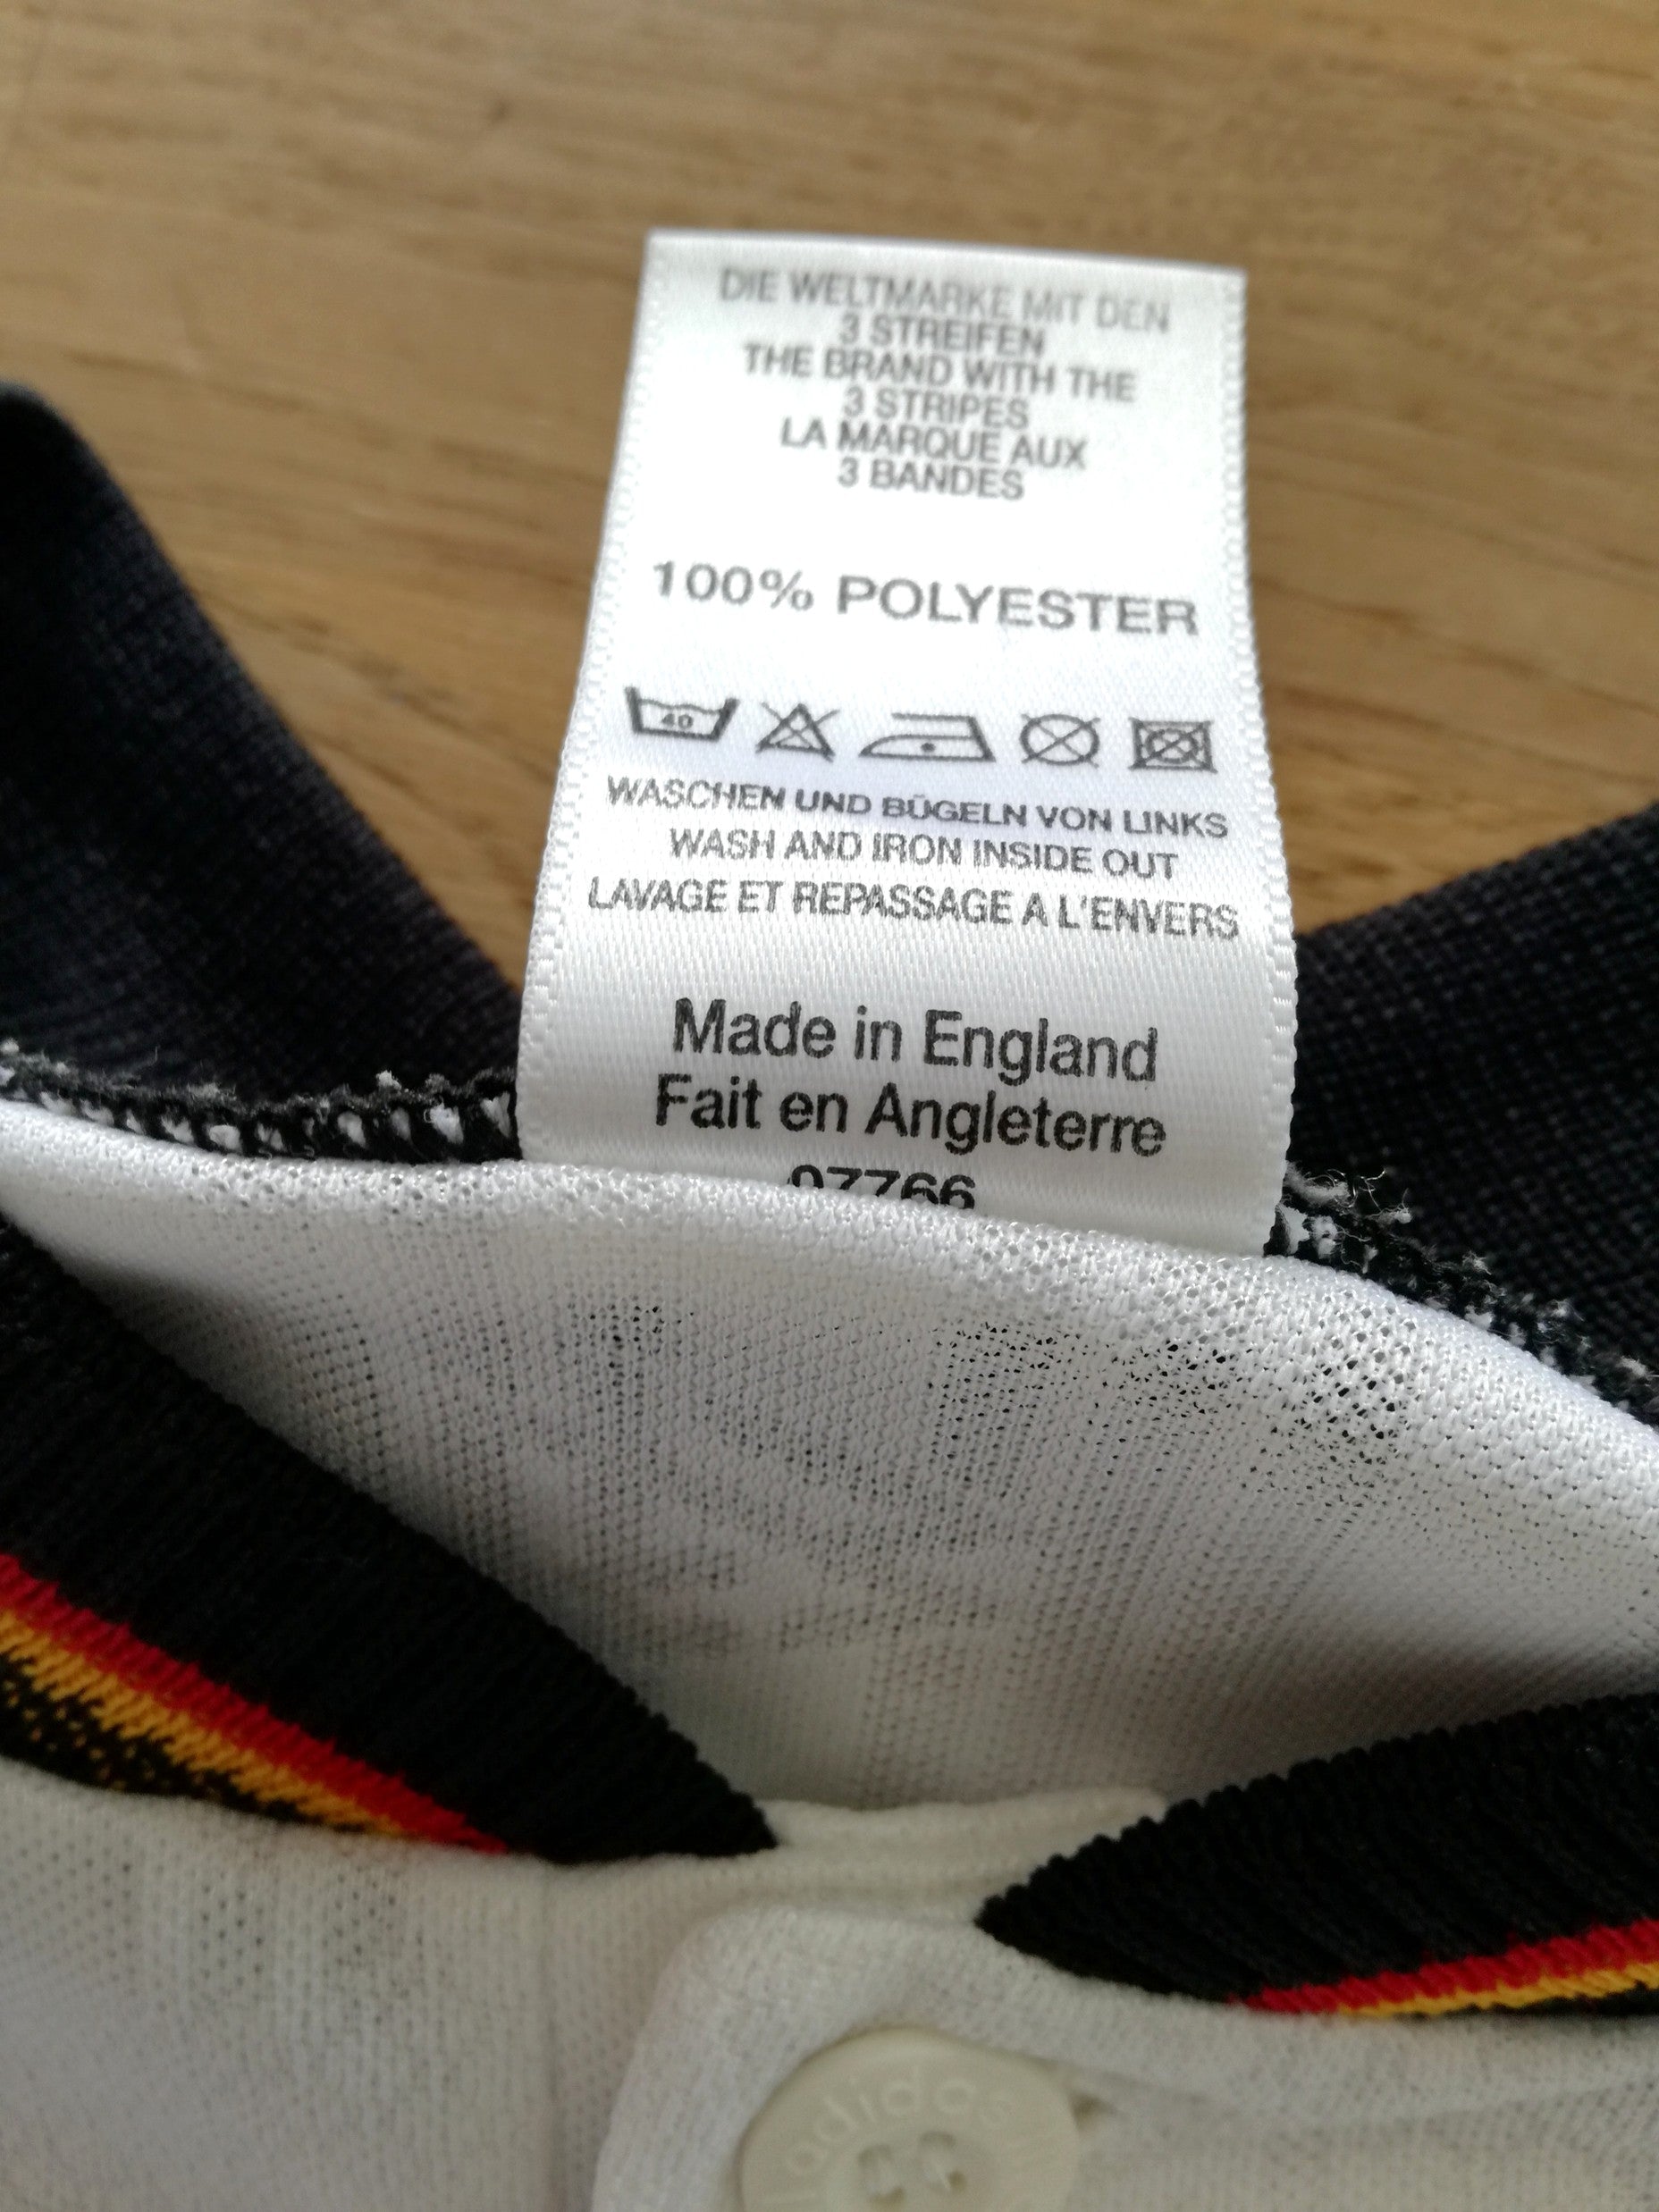 DIE WELTMARKE MIT DEN
3 STREIFEN
THE BRAND WITH THE
3 STRIPES
LA MARQUE AUX
3 BANDES
100% POLYESTER
40
WASCHEN UND BÜGELN VON LINKS
WASH AND IRON INSIDE OUT
LAVAGE ET REPASSAGE A L'ENVERS
Made in England
Fait en Angleterre
07766
adidas